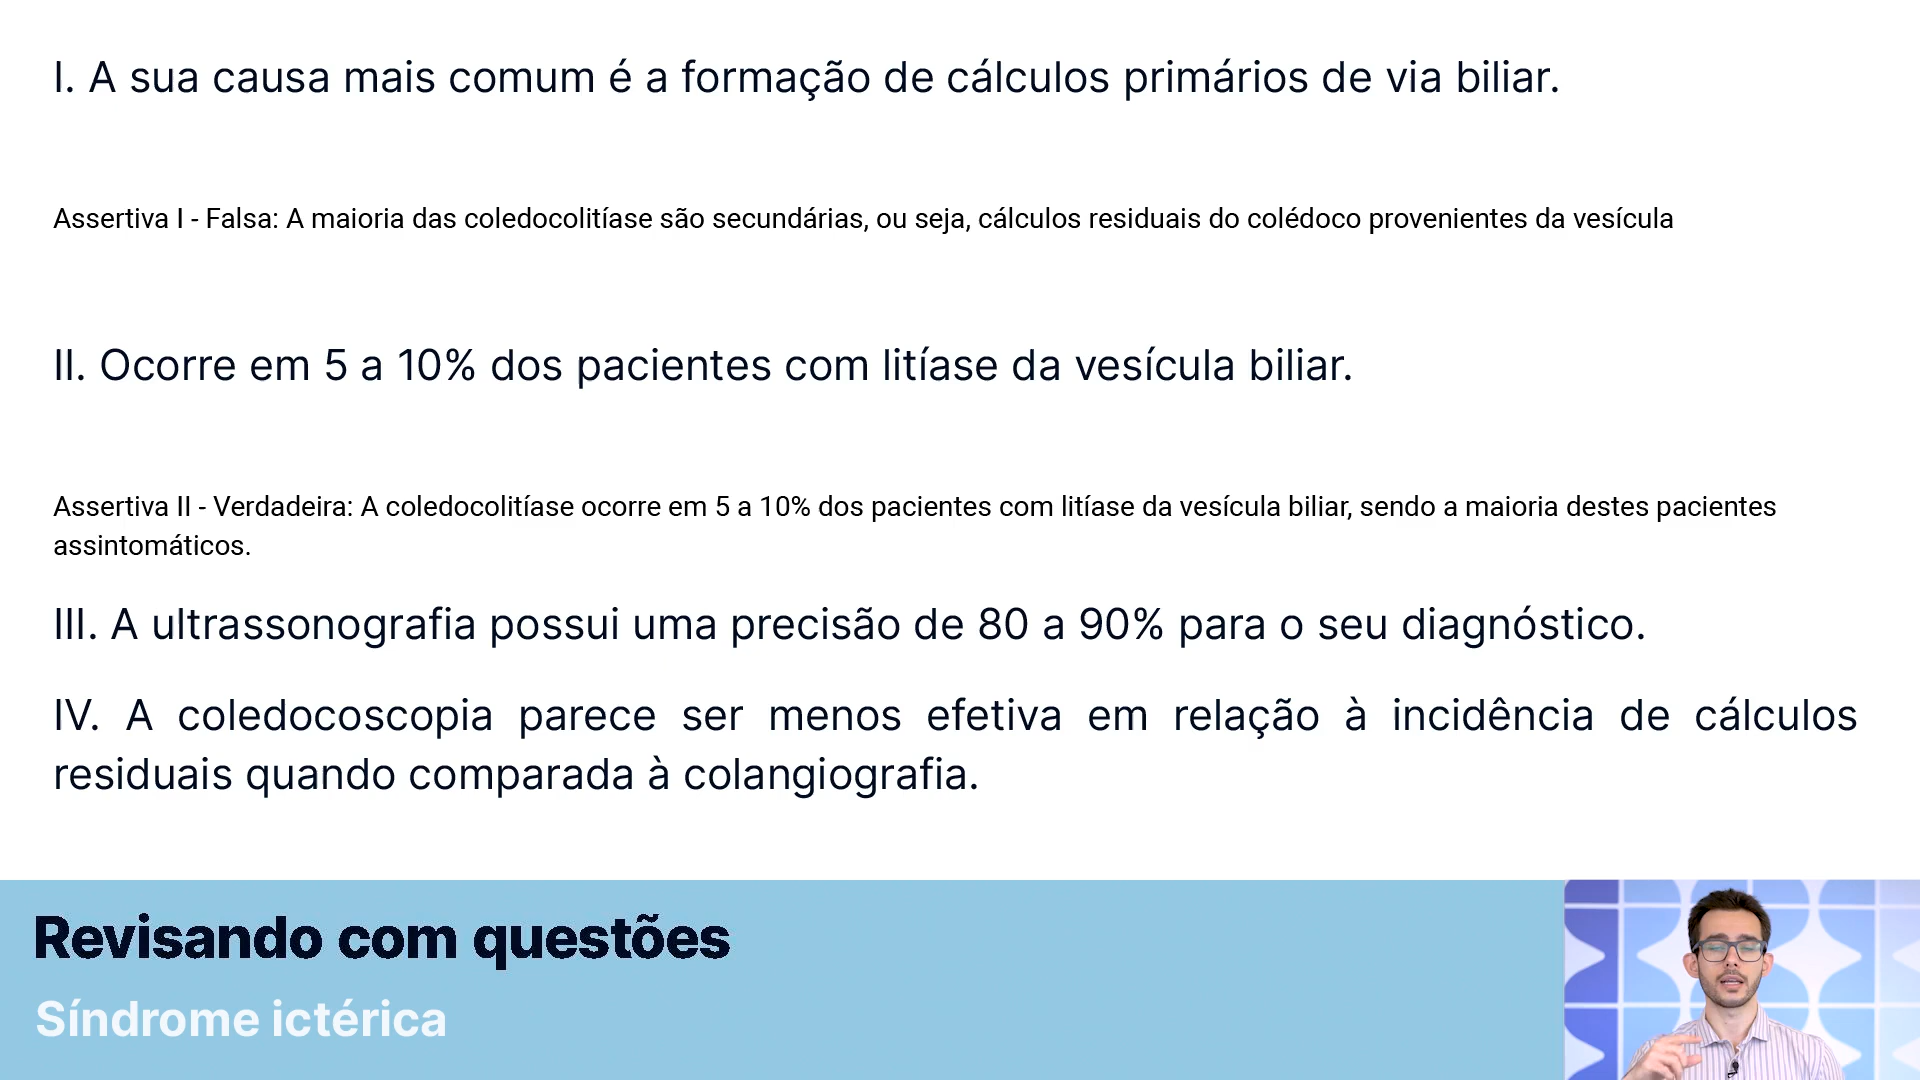 I. A sua causa mais comum é a formação de cálculos primários de via biliar.
Assertiva I - Falsa: A maioria das coledocolitíase são secundárias, ou seja, cálculos residuais do colédoco provenientes da vesícula
II. Ocorre em 5 a 10% dos pacientes com litíase da vesícula biliar.
Assertiva II - Verdadeira: A coledocolitíase ocorre em 5 a 10% dos pacientes com litíase da vesícula biliar, sendo a maioria destes pacientes
assintomáticos.
III. A ultrassonografia possui uma precisão de 80 a 90% para o seu diagnóstico.
IV. A coledocoscopia parece ser menos efetiva em relação à incidência de cálculos
residuais quando comparada à colangiografia.
Revisando com questões
Síndrome ictérica